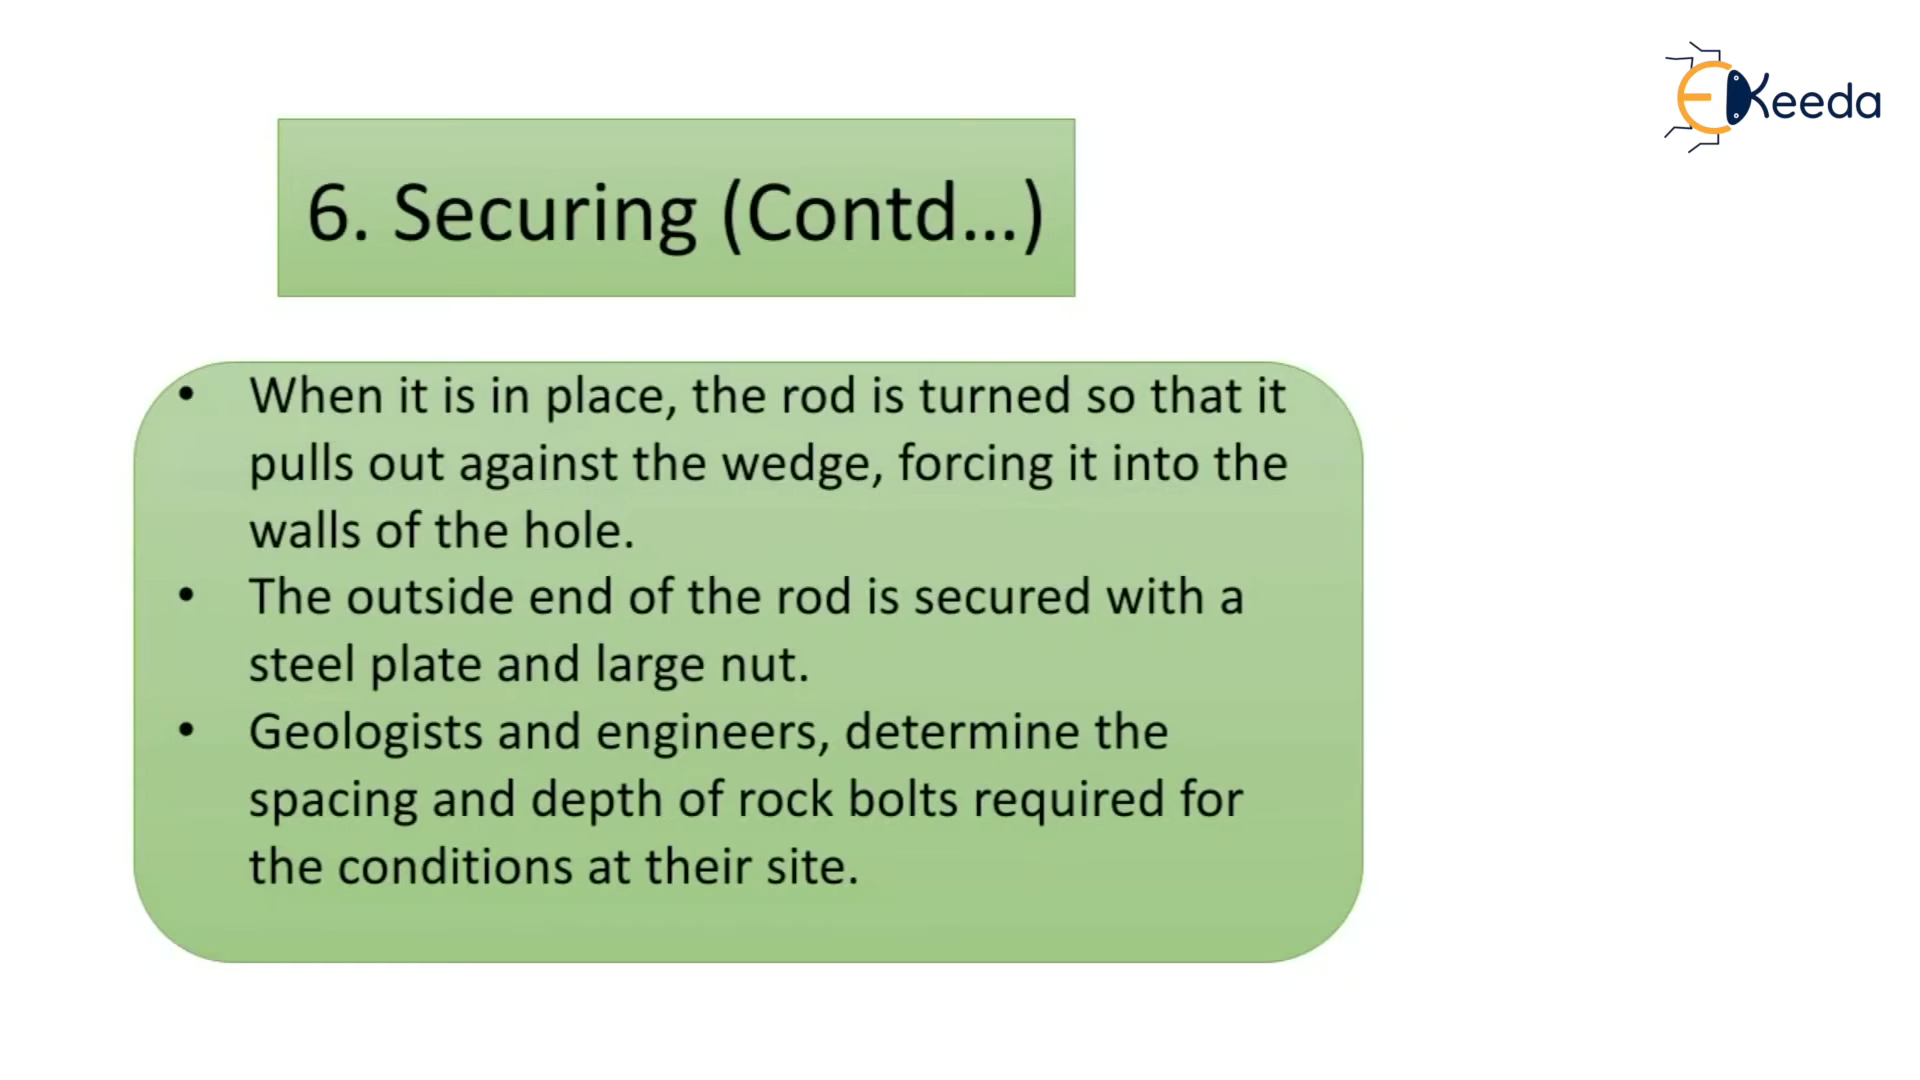 EKeeda
6. Securing (Contd...)
• When it is in place, the rod is turned so that it
pulls out against the wedge, forcing it into the
walls of the hole.
• The outside end of the rod is secured with a
steel plate and large nut.
• Geologists and engineers, determine the
spacing and depth of rock bolts required for
the conditions at their site.